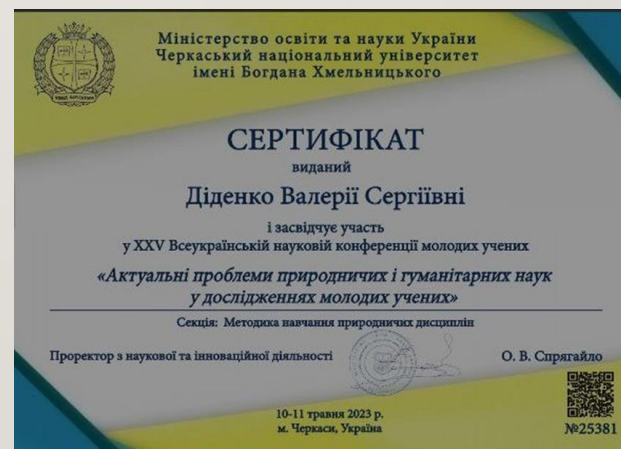 Міністерство освіти та науки України
Черкаський національний університет
імені Богдана Хмельницького
СЕРТИФІКАТ
виданий
Діденко Валерії Сергіївні
і засвідчує участь
у XXV Всеукраїнській науковій конференції молодих учених
«Актуальні проблеми природничих і гуманітарних наук
у дослідженнях молодих учених»
Секція: Методика навчання природничих дисциплін
Проректор з наукової та інноваційної діяльності
О. В. Спрягайло
10-11 травня 2023 р.
м. Черкаси, Україна
№25381